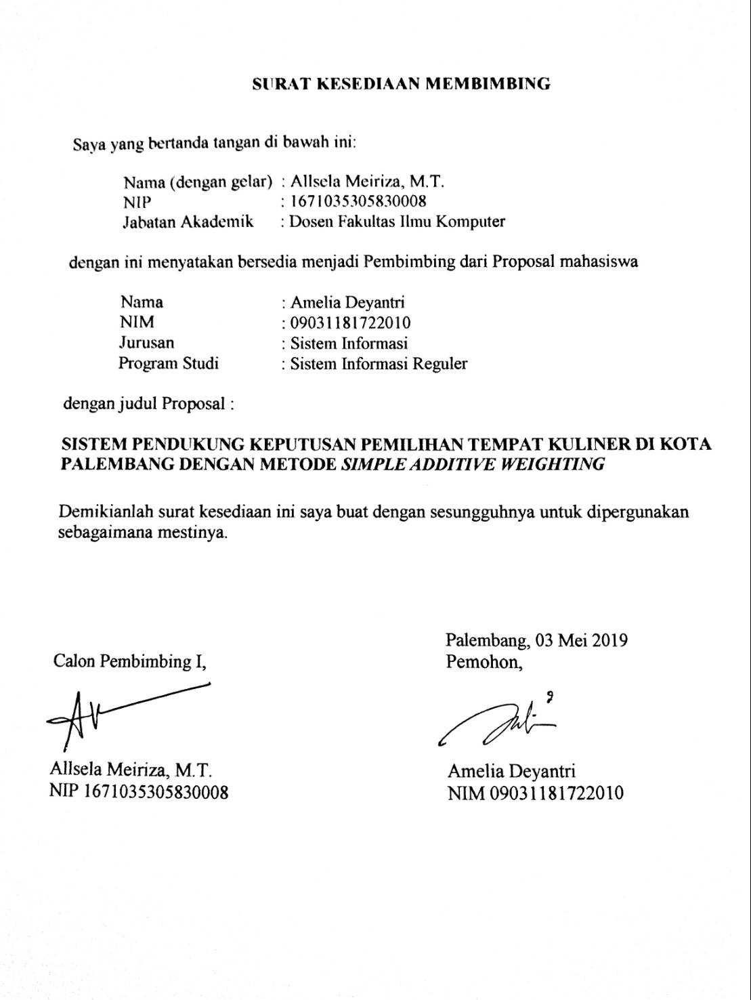 SURAT KESEDIAAN MEMBIMBING
Saya yang bertanda tangan di bawah ini:
Nama (dengan gelar) : Allsela Meiriza, M.T.
NIP : 1671035305830008
Jabatan Akademik : Dosen Fakultas Ilmu Komputer
dengan ini menyatakan bersedia menjadi Pembimbing dari Proposal mahasiswa
Nama : Amelia Deyantri
NIM : 09031181722010
Jurusan : Sistem Informasi
Program Studi : Sistem Informasi Reguler
dengan judul Proposal :
SISTEM PENDUKUNG KEPUTUSAN PEMILIHAN TEMPAT KULINER DI KOTA
PALEMBANG DENGAN METODE SIMPLE ADDITIVE WEIGHTING
Demikianlah surat kesediaan ini saya buat dengan sesungguhnya untuk dipergunakan
sebagaimana mestinya.
Palembang, 03 Mei 2019
Calon Pembimbing I,
Pemohon,
Allsela Meiriza, M.T.
NIP 1671035305830008
Amelia Deyantri
NIM 09031181722010